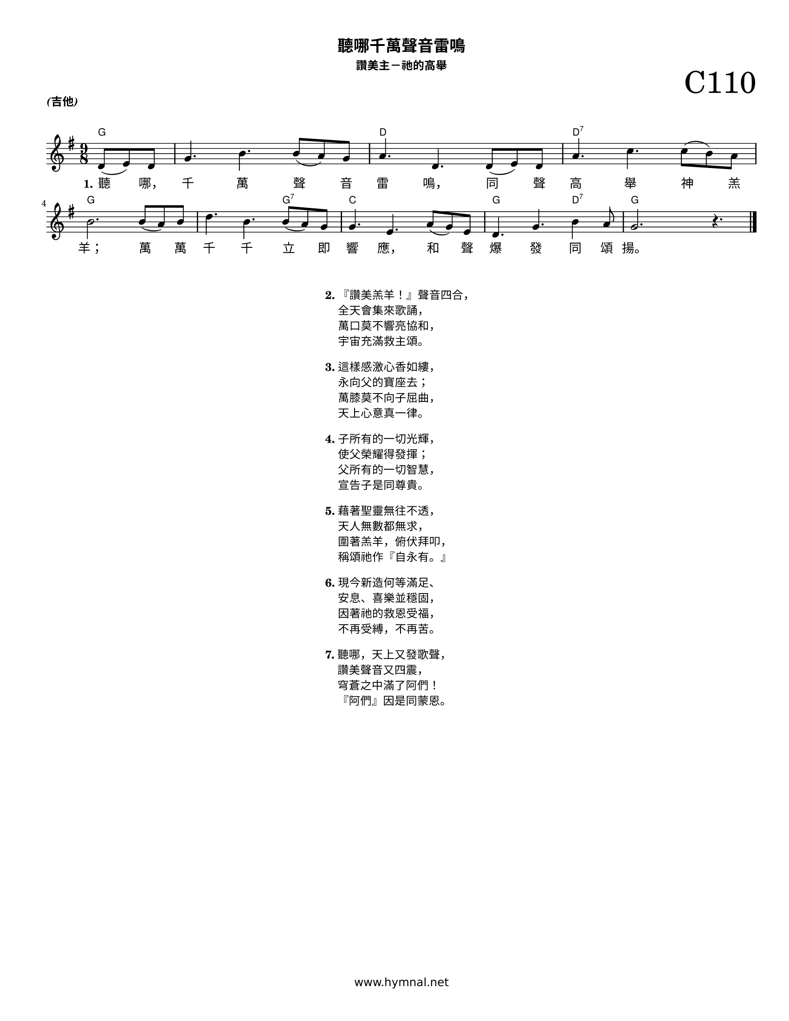 聽哪千萬聲音雷鳴
讚美主－祂的高舉
C110
(吉他)
G D D7
9
8
1. 聽 哪， 千 萬 聲 音 雷 鳴， 同 聲 高 舉 神 羔
4
G G7 C G D7 G
羊； 萬 萬 千 千 立 即 響 應， 和 聲 爆 發 同 頌 揚。
2. 『讚美羔羊！』聲音四合，
全天會集來歌誦，
萬口莫不響亮協和，
宇宙充滿救主頌。
3. 這樣感激心香如縷，
永向父的寶座去；
萬膝莫不向子屈曲，
天上心意真一律。
4. 子所有的一切光輝，
使父榮耀得發揮；
父所有的一切智慧，
宣告子是同尊貴。
5. 藉著聖靈無往不透，
天人無數都無求，
圍著羔羊，俯伏拜叩，
稱頌祂作『自永有。』
6. 現今新造何等滿足、
安息、喜樂並穩固，
因著祂的救恩受福，
不再受縛，不再苦。
7. 聽哪，天上又發歌聲，
讚美聲音又四震，
穹蒼之中滿了阿們！
『阿們』因是同蒙恩。
www.hymnal.net